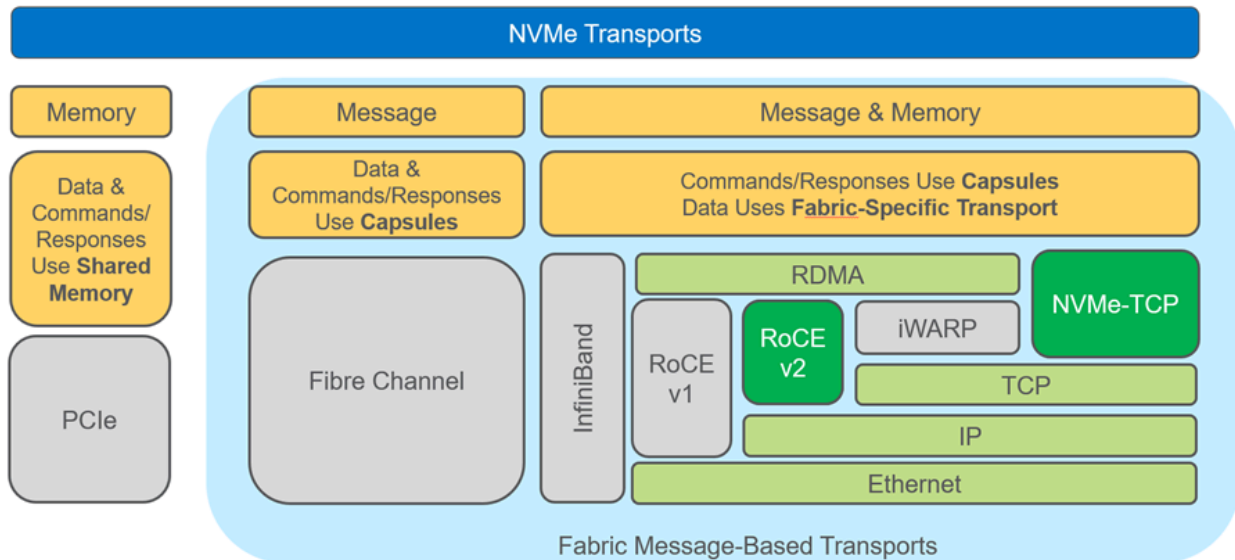 NVMe Transports
Memory
Message
Message & Memory
Data &
Commands/
Responses
Use Shared
Memory
Data &
Commands/Responses
Use Capsules
Commands/Responses Use Capsules
Data Uses Fabric-Specific Transport
PCIe
Fibre Channel
InfiniBand
RDMA
NVMe-TCP
RoCE
v1
RoCE
v2
iWARP
TCP
IP
Ethernet
Fabric Message-Based Transports